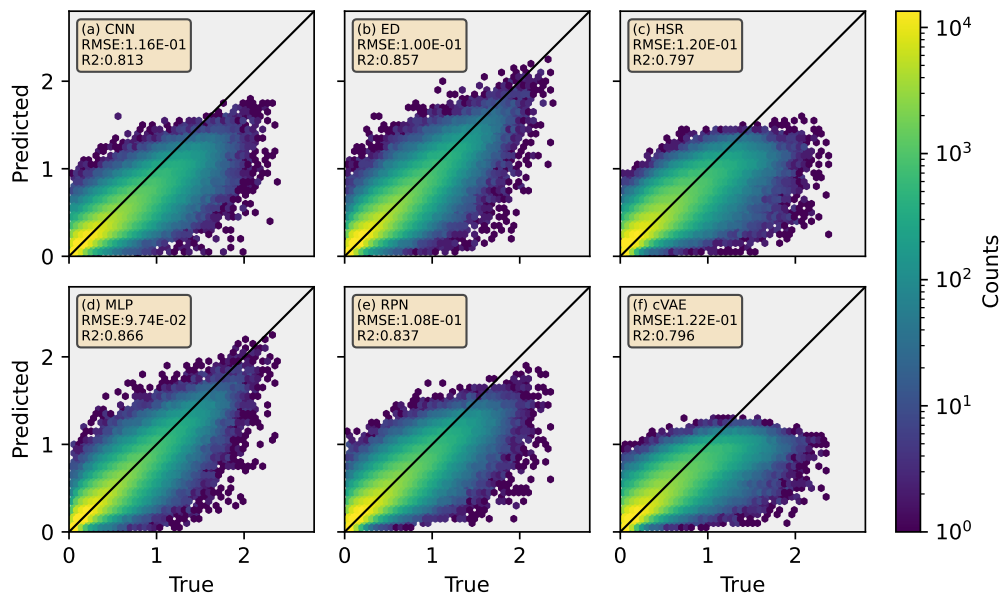 (a) CNN
RMSE:1.16E-01
R2:0.813
(b) ED
RMSE:1.00E-01
R2:0.857
(c) HSR
RMSE:1.20E-01
R2:0.797
Predicted
2
1
0
(d) MLP
RMSE:9.74E-02
R2:0.866
(e) RPN
RMSE:1.08E-01
R2:0.837
(f) cVAE
RMSE:1.22E-01
R2:0.796
Predicted
2
1
0
0 1 2
0 1 2
0 1 2
True
True
True
10⁴
10³
10²
10¹
10⁰
Counts